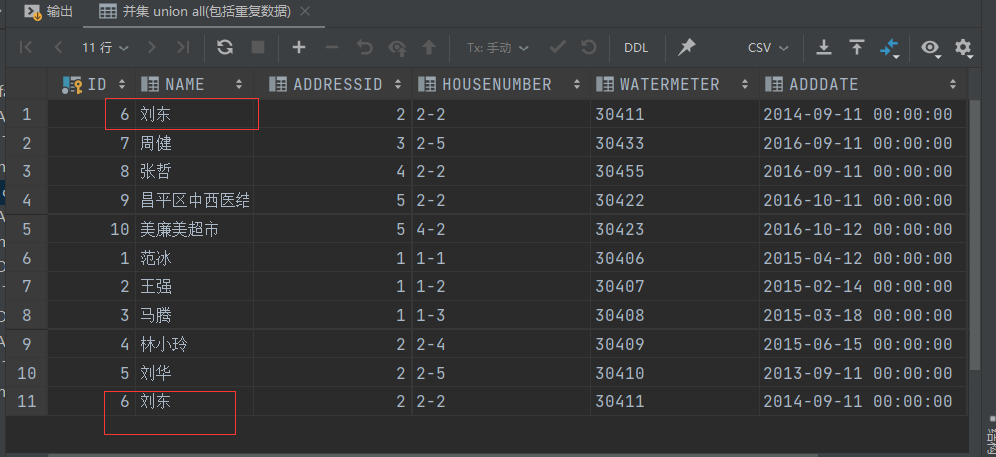 输出 并集 union all(包括重复数据)
11 行 Tx: 手动 DDL CSV
ID NAME ADDRESSID HOUSENUMBER WATERMETER ADDDATE
1 6 刘东 2 2-2 30411 2014-09-11 00:00:00
2 7 周健 3 2-5 30433 2016-09-11 00:00:00
3 8 张哲 4 2-2 30455 2016-09-11 00:00:00
4 9 昌平区中西医结 5 2-2 30422 2016-10-11 00:00:00
5 10 美廉美超市 5 4-2 30423 2016-10-12 00:00:00
6 1 范冰 1 1-1 30406 2015-04-12 00:00:00
7 2 王强 1 1-2 30407 2015-02-14 00:00:00
8 3 马腾 1 1-3 30408 2015-03-18 00:00:00
9 4 林小玲 2 2-4 30409 2015-06-15 00:00:00
10 5 刘华 2 2-5 30410 2013-09-11 00:00:00
11 6 刘东 2 2-2 30411 2014-09-11 00:00:00